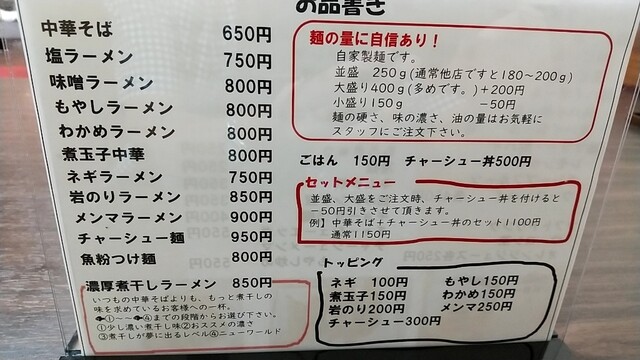 お品書き
中華そば 650円
塩ラーメン 750円
味噌ラーメン 800円
もやしラーメン 800円
わかめラーメン 800円
煮玉子中華 800円
ネギラーメン 750円
岩のりラーメン 850円
メンマラーメン 900円
チャーシュー麺 950円
魚粉つけ麺 800円
濃厚煮干しラーメン 850円
いつもの中華そばよりも、もっと煮干しの
味を求めているお客様への一杯。
①~~④までの段階からお選び下さい。
①少し濃い煮干し味②おススメの濃さ
③煮干しが夢に出るレベル④ニューワールド
麺の量に自信あり!
自家製麺です。
並盛 250g(通常他店ですと180~200g)
大盛り400g(多めです。)+200円
小盛り150g −50円
麺の硬さ、味の濃さ、油の量はお気軽に
スタッフにご注文下さい。
ごはん 150円 チャーシュー丼500円
セットメニュー
並盛、大盛をご注文時、チャーシュー丼を付けると
−50円引きさせて頂きます。
例】中華そば+チャーシュー丼のセット1100円
通常1150円
トッピング
ネギ 100円 もやし150円
煮玉子150円 わかめ150円
岩のり200円 メンマ250円
チャーシュー300円